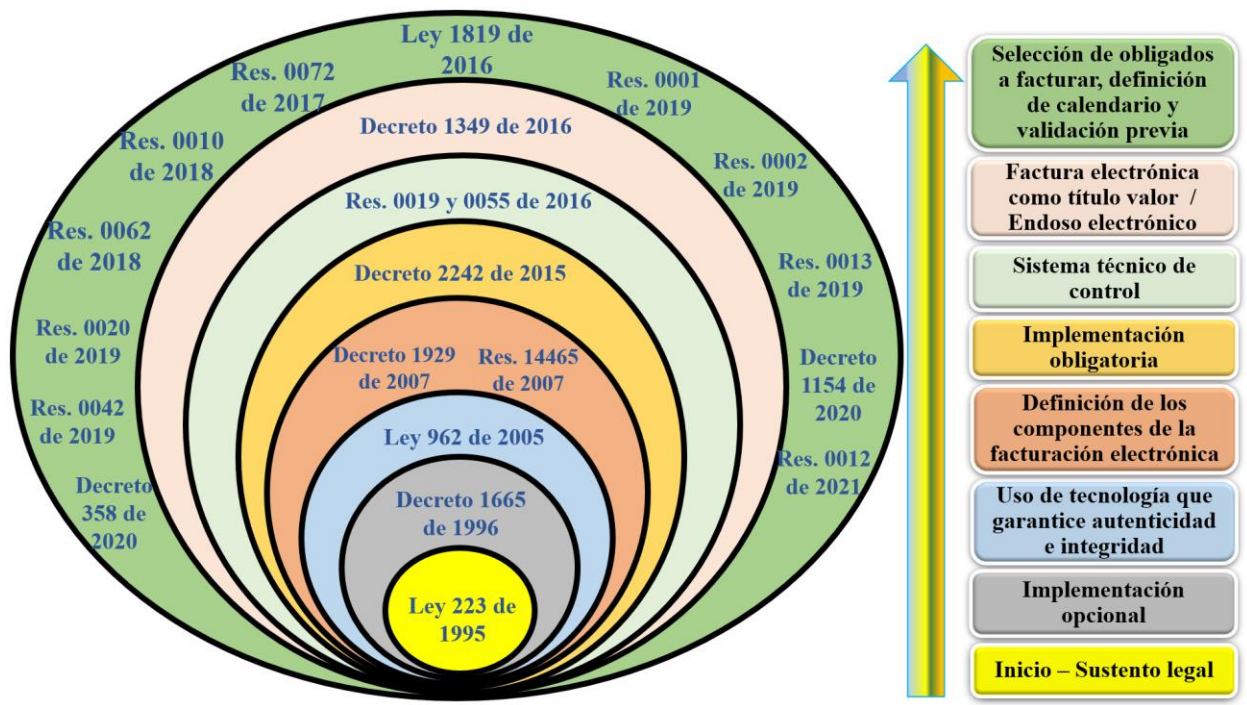 Ley 1819 de
2016
Res. 0072
de 2017
Res. 0001
de 2019
Res. 0010
de 2018
Decreto 1349 de 2016
Res. 0002
de 2019
Res. 0062
de 2018
Res. 0019 y 0055 de 2016
Res. 0013
de 2019
Decreto 2242 de 2015
Res. 0020
de 2019
Decreto 1929
de 2007
Res. 14465
de 2007
Decreto
1154 de
2020
Res. 0042
de 2019
Ley 962 de 2005
Res. 0012
de 2021
Decreto
358 de
2020
Decreto 1665
de 1996
Ley 223 de
1995
Selección de obligados
a facturar, definición
de calendario y
validación previa
Factura electrónica
como título valor /
Endoso electrónico
Sistema técnico de
control
Implementación
obligatoria
Definición de los
componentes de la
facturación electrónica
Uso de tecnología que
garantice autenticidad
e integridad
Implementación
opcional
Inicio – Sustento legal